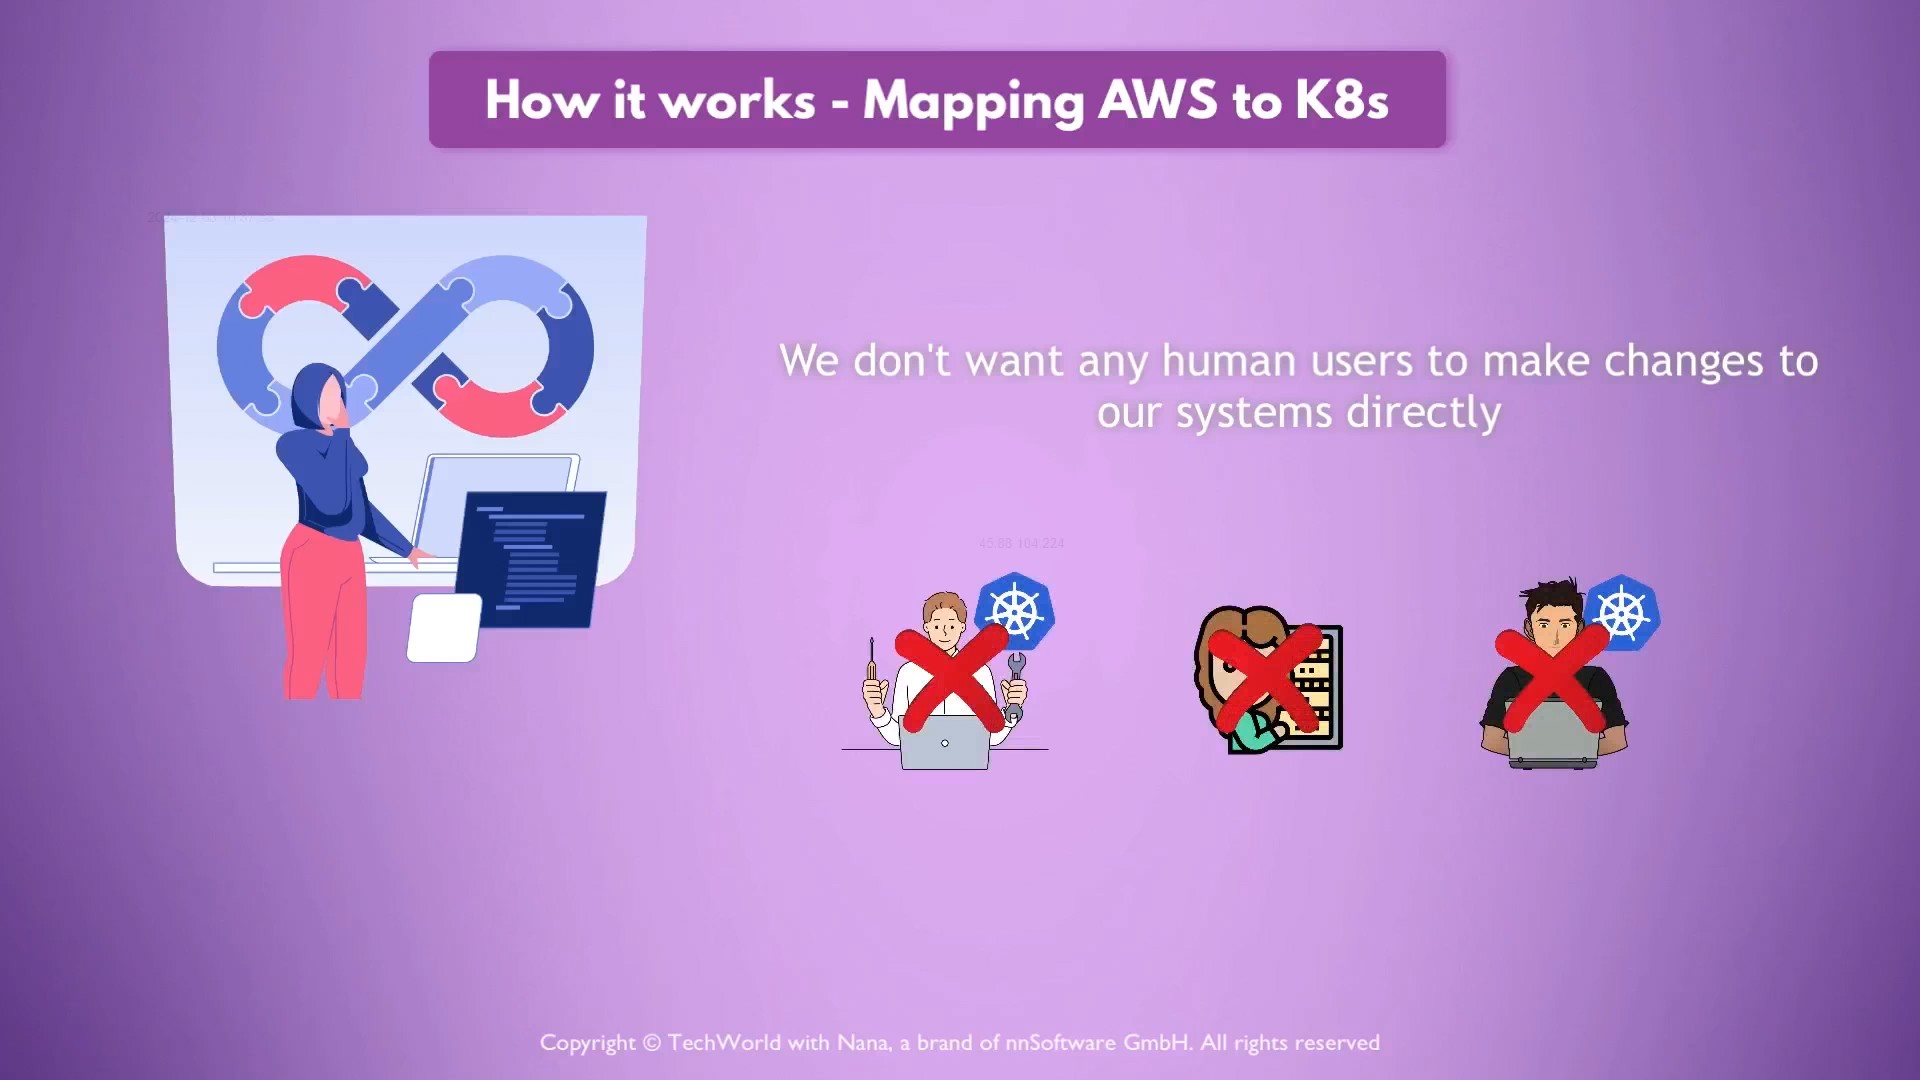 How it works - Mapping AWS to K8s
We don't want any human users to make changes to
our systems directly
45.88.104.224
Copyright © TechWorld with Nana, a brand of nnSoftware GmbH. All rights reserved